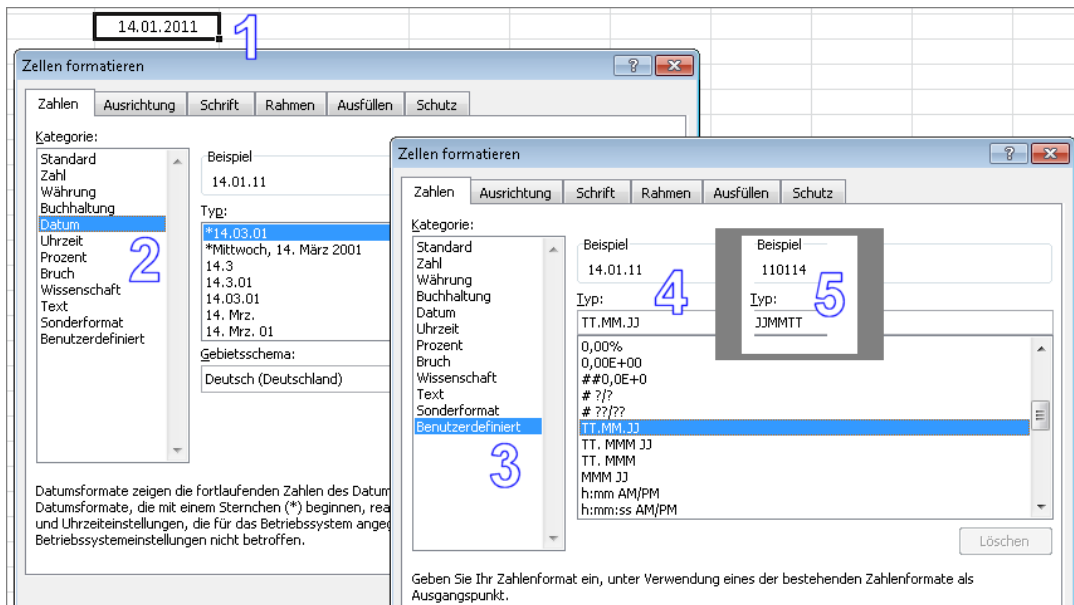 14.01.2011
1
Zellen formatieren
Zahlen Ausrichtung Schrift Rahmen Ausfüllen Schutz
Kategorie:
Standard
Zahl
Währung
Buchhaltung
Datum
Uhrzeit
Prozent
Bruch
Wissenschaft
Text
Sonderformat
Benutzerdefiniert
2
Beispiel
14.01.11
Typ:
*14.03.01
*Mittwoch, 14. März 2001
14.3
14.3.01
14.03.01
14. Mrz.
14. Mrz. 01
Gebietsschema:
Deutsch (Deutschland)
Datumsformate zeigen die fortlaufenden Zahlen des Datum
Datumsformate, die mit einem Sternchen (*) beginnen, rea
und Uhrzeiteinstellungen, die für das Betriebssystem angeg
Betriebssystemeinstellungen nicht betroffen.
Zellen formatieren
Zahlen Ausrichtung Schrift Rahmen Ausfüllen Schutz
Kategorie:
Standard
Zahl
Währung
Buchhaltung
Datum
Uhrzeit
Prozent
Bruch
Wissenschaft
Text
Sonderformat
Benutzerdefiniert
3
Beispiel
14.01.11
4
Typ:
TT.MM.JJ
Beispiel
110114
5
Typ:
JJMMTT
0,00%
0,00E+00
##0,0E+0
# ?/?
# ??/??
TT.MM.JJ
TT. MMM JJ
TT. MMM
MMM JJ
h:mm AM/PM
h:mm:ss AM/PM
Löschen
Geben Sie Ihr Zahlenformat ein, unter Verwendung eines der bestehenden Zahlenformate als
Ausgangspunkt.